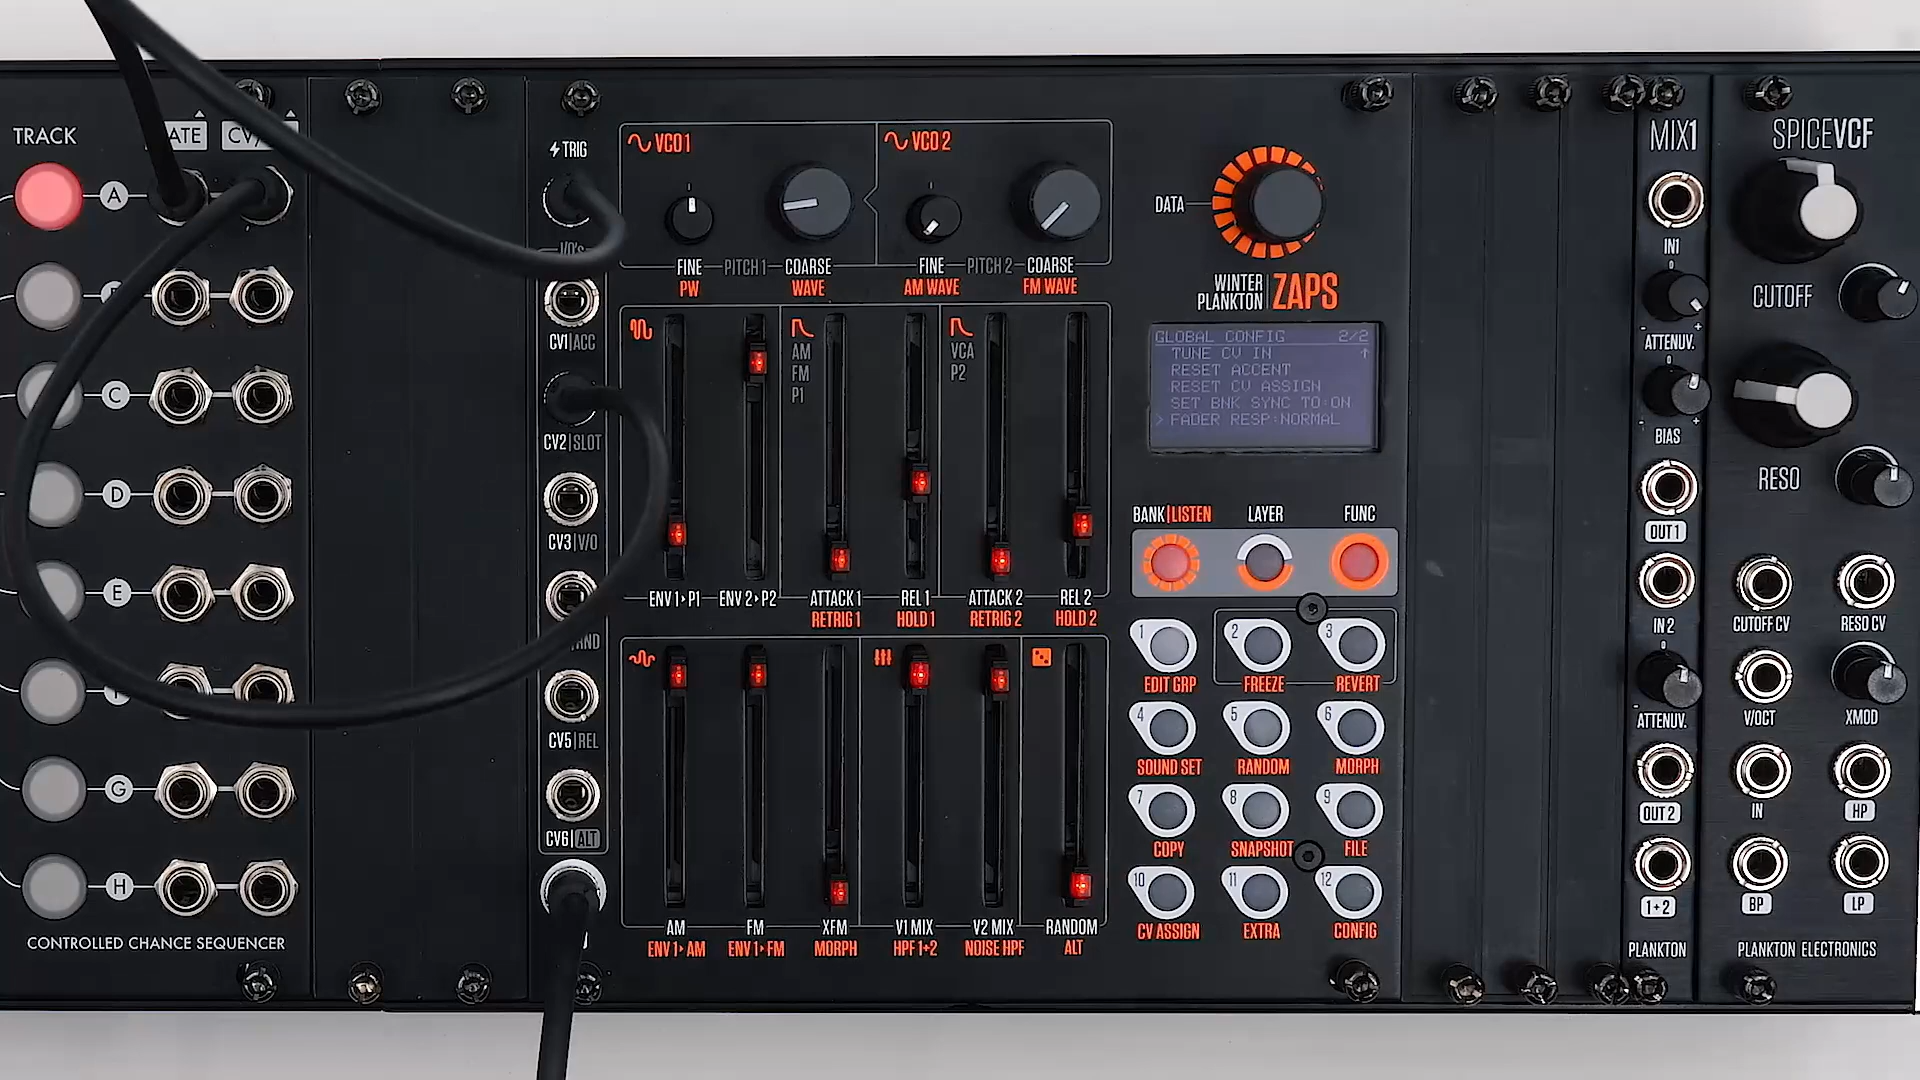 TRACK
ATE
CV/
A
C
D
E
G
H
CONTROLLED CHANCE SEQUENCER
TRIG
I/O's
CV1|ACC
CV2|SLOT
CV3|V/O
RND
CV5|REL
CV6|ALT
VCO1
VCO2
FINE
PITCH 1
COARSE
PW
WAVE
FINE
PITCH 2
COARSE
AM WAVE
FM WAVE
AM
FM
P1
VCA
P2
ENV 1▸P1
ENV 2▸P2
ATTACK 1
REL 1
ATTACK 2
REL 2
RETRIG 1
HOLD 1
RETRIG 2
HOLD 2
AM
FM
XFM
V1 MIX
V2 MIX
RANDOM
ENV 1▸AM
ENV 1▸FM
MORPH
HPF 1+2
NOISE HPF
ALT
DATA
WINTER
PLANKTON
ZAPS
GLOBAL CONFIG 2/2
TUNE CV IN ↑
RESET ACCENT
RESET CV ASSIGN
SET BNK SYNC TO:ON
> FADER RESP:NORMAL
BANK|LISTEN
LAYER
FUNC
1
2
3
EDIT GRP
FREEZE
REVERT
4
5
6
SOUND SET
RANDOM
MORPH
7
8
9
COPY
SNAPSHOT
FILE
10
11
12
CV ASSIGN
EXTRA
CONFIG
MIX1
IN1
0
- +
ATTENUV.
0
- +
BIAS
OUT 1
IN 2
0
-
ATTENUV.
OUT 2
1+2
PLANKTON
SPICEVCF
CUTOFF
RESO
CUTOFF CV
RESO CV
V/OCT
XMOD
IN
HP
BP
LP
PLANKTON ELECTRONICS